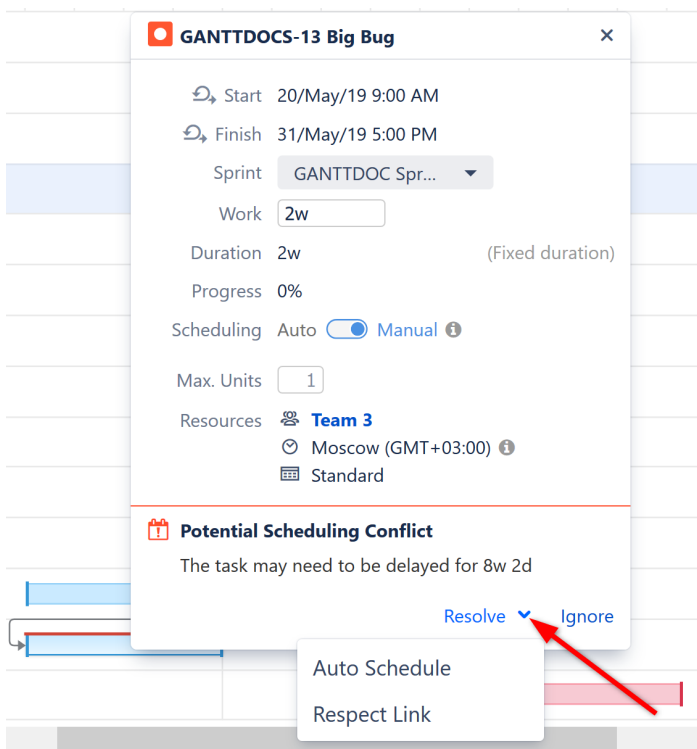 GANTTDOCS-13 Big Bug
Start 20/May/19 9:00 AM
Finish 31/May/19 5:00 PM
Sprint GANTTDOC Spr...
Work 2w
Duration 2w (Fixed duration)
Progress 0%
Scheduling Auto Manual
Max. Units 1
Resources Team 3
Moscow (GMT+03:00)
Standard
Potential Scheduling Conflict
The task may need to be delayed for 8w 2d
Resolve Ignore
Auto Schedule
Respect Link